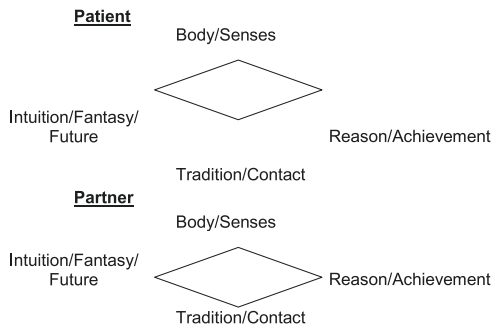 Patient
Body/Senses
Intuition/Fantasy/
Future
Reason/Achievement
Tradition/Contact
Partner
Body/Senses
Intuition/Fantasy/
Future
Reason/Achievement
Tradition/Contact